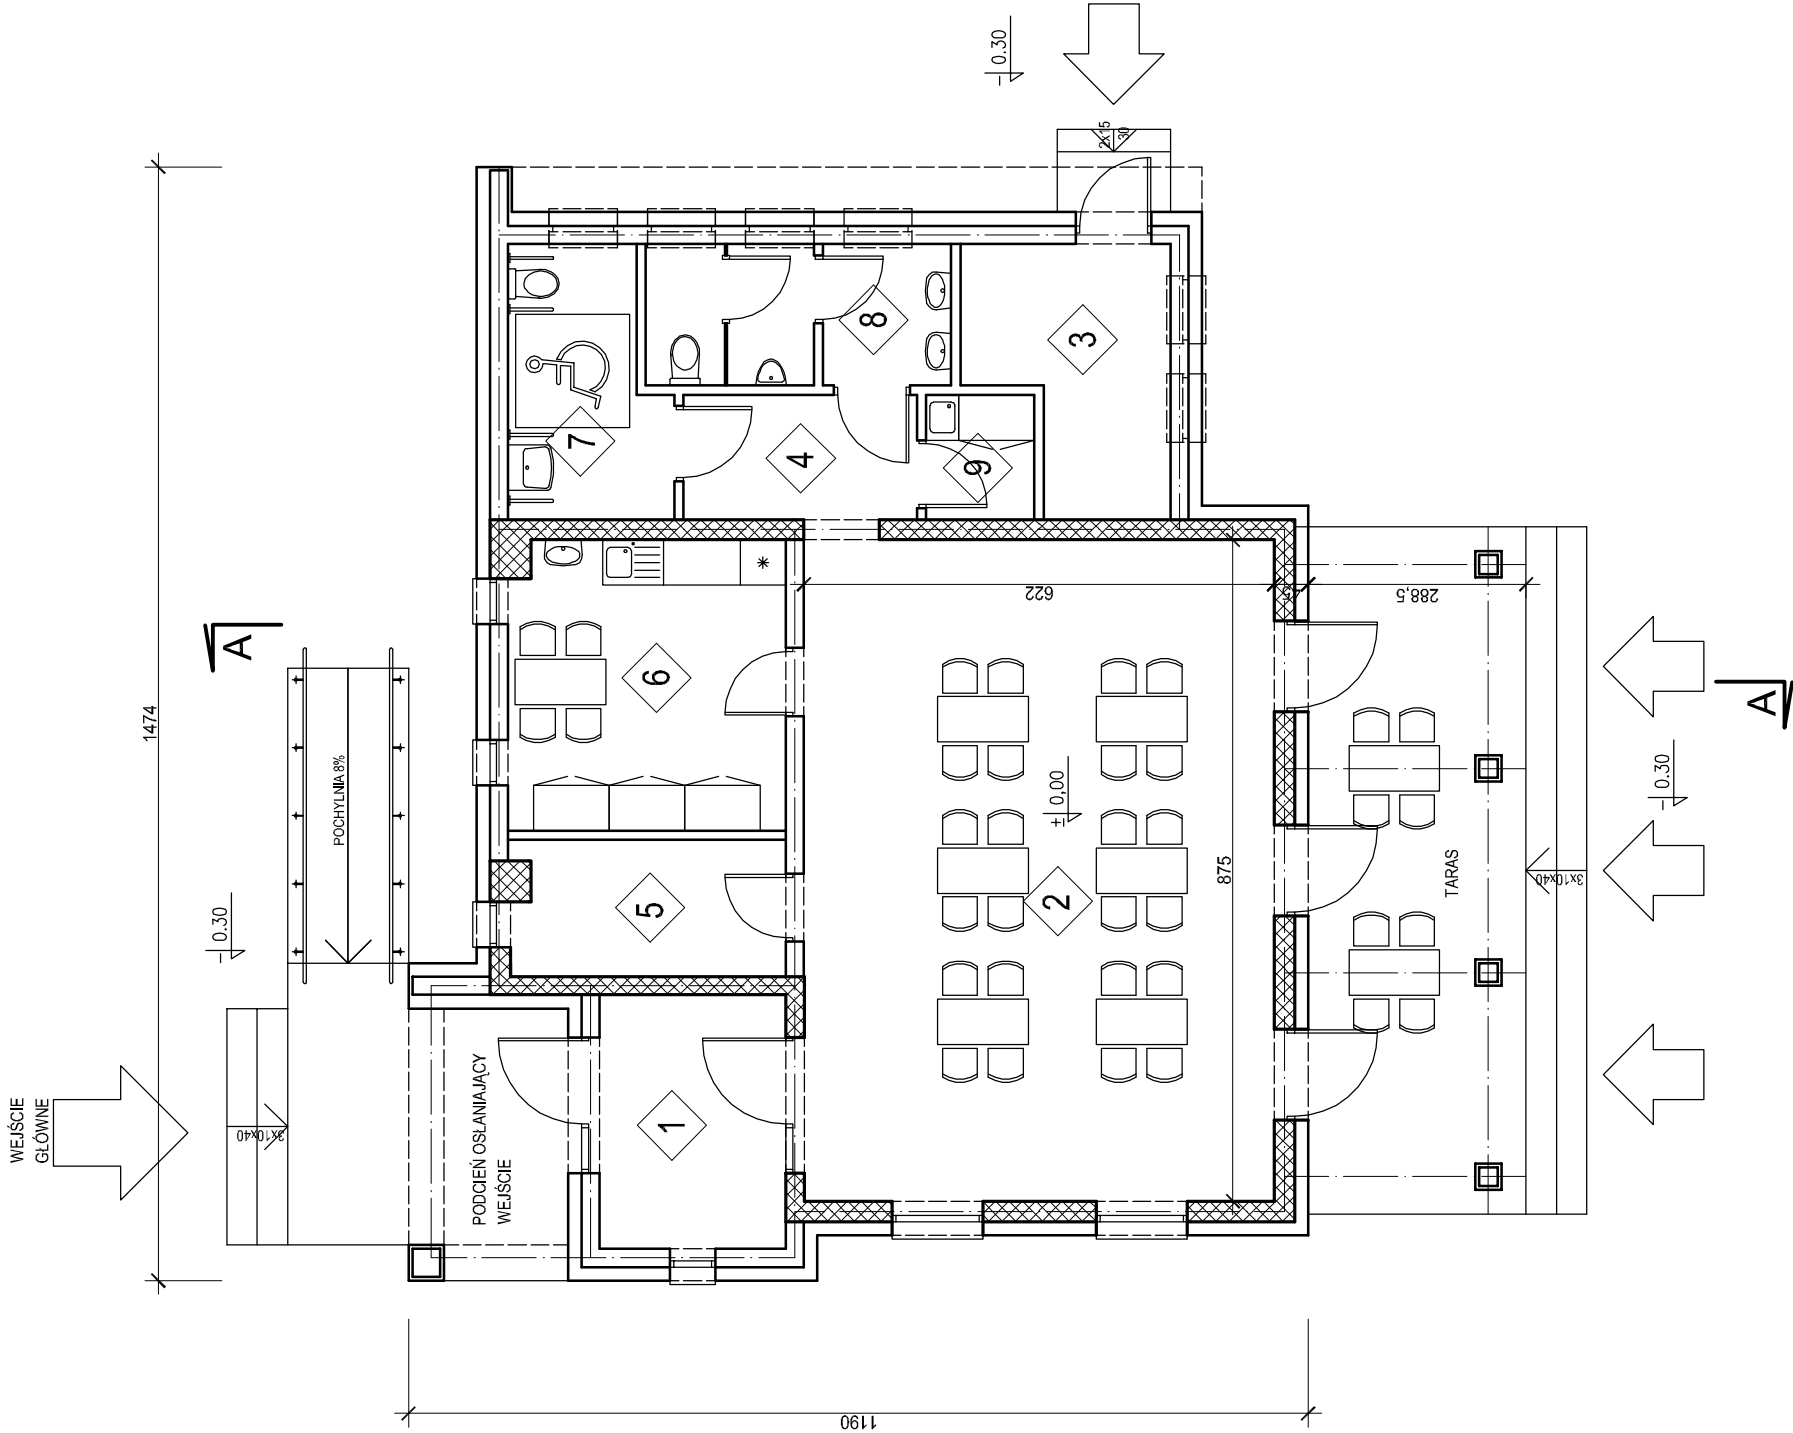 WEJŚCIE
GŁÓWNE
1474
- 0.30
3x10x40
POCHYLNIA 8%
- 0.30
A
PODCIEŃ OSŁANIAJĄCY
WEJŚCIE
2x15
30
7
8
3
4
9
6
5
1
2
± 0,00
622
875
45
288,5
TARAS
3x10x40
- 0.30
A
1190